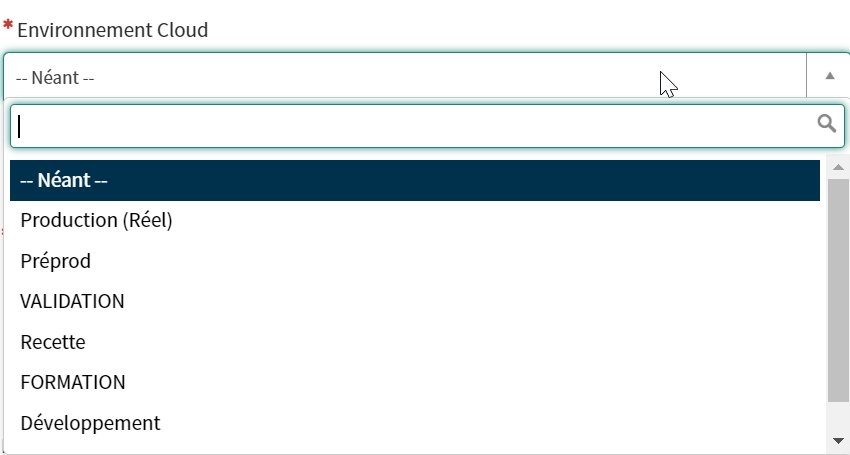 * Environnement Cloud
-- Néant --
-- Néant --
Production (Réel)
Préprod
VALIDATION
Recette
FORMATION
Développement